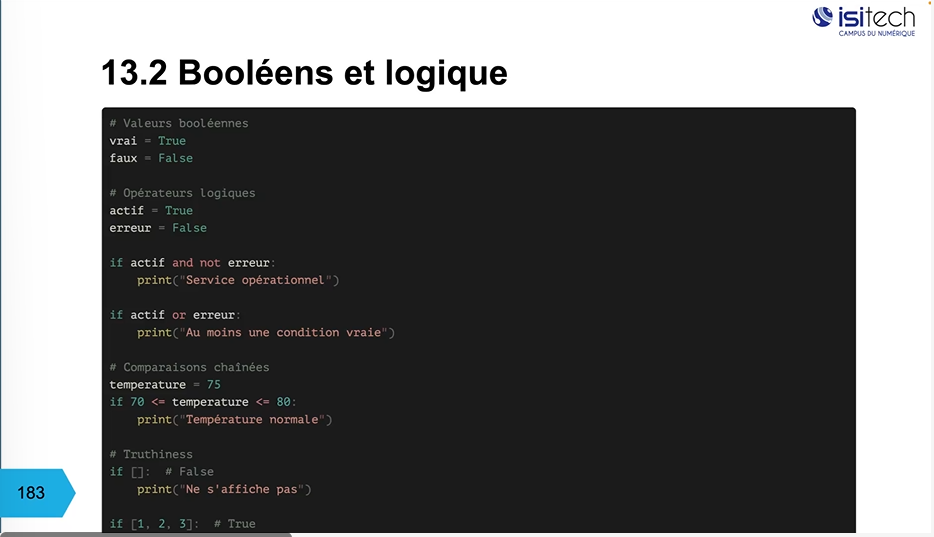 isitech
CAMPUS DU NUMÉRIQUE
13.2 Booléens et logique
# Valeurs booléennes
vrai = True
faux = False
# Opérateurs logiques
actif = True
erreur = False
if actif and not erreur:
    print("Service opérationnel")
if actif or erreur:
    print("Au moins une condition vraie")
# Comparaisons chaînées
temperature = 75
if 70 <= temperature <= 80:
    print("Température normale")
# Truthiness
if []:  # False
    print("Ne s'affiche pas")
if [1, 2, 3]:  # True
183